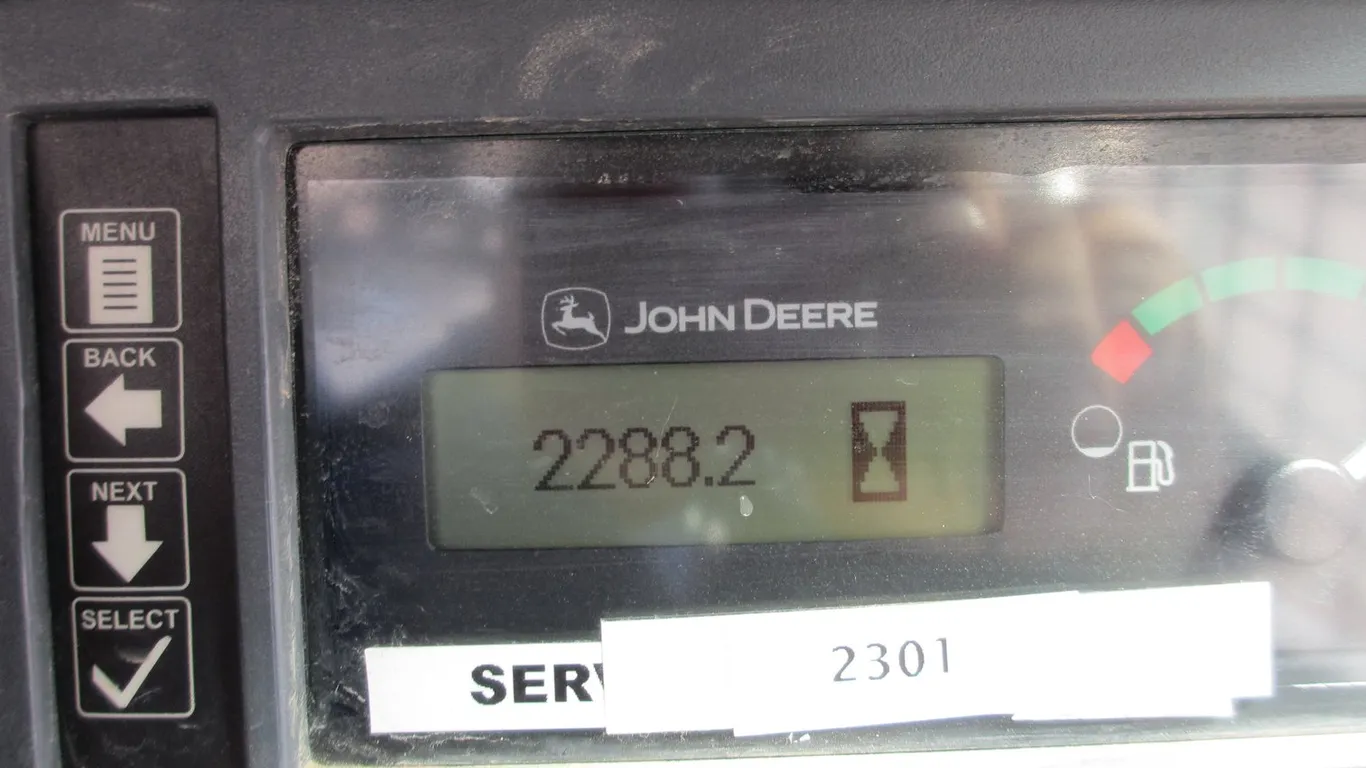 MENU
BACK
NEXT
SELECT
JOHN DEERE
2288.2
SERV
2301